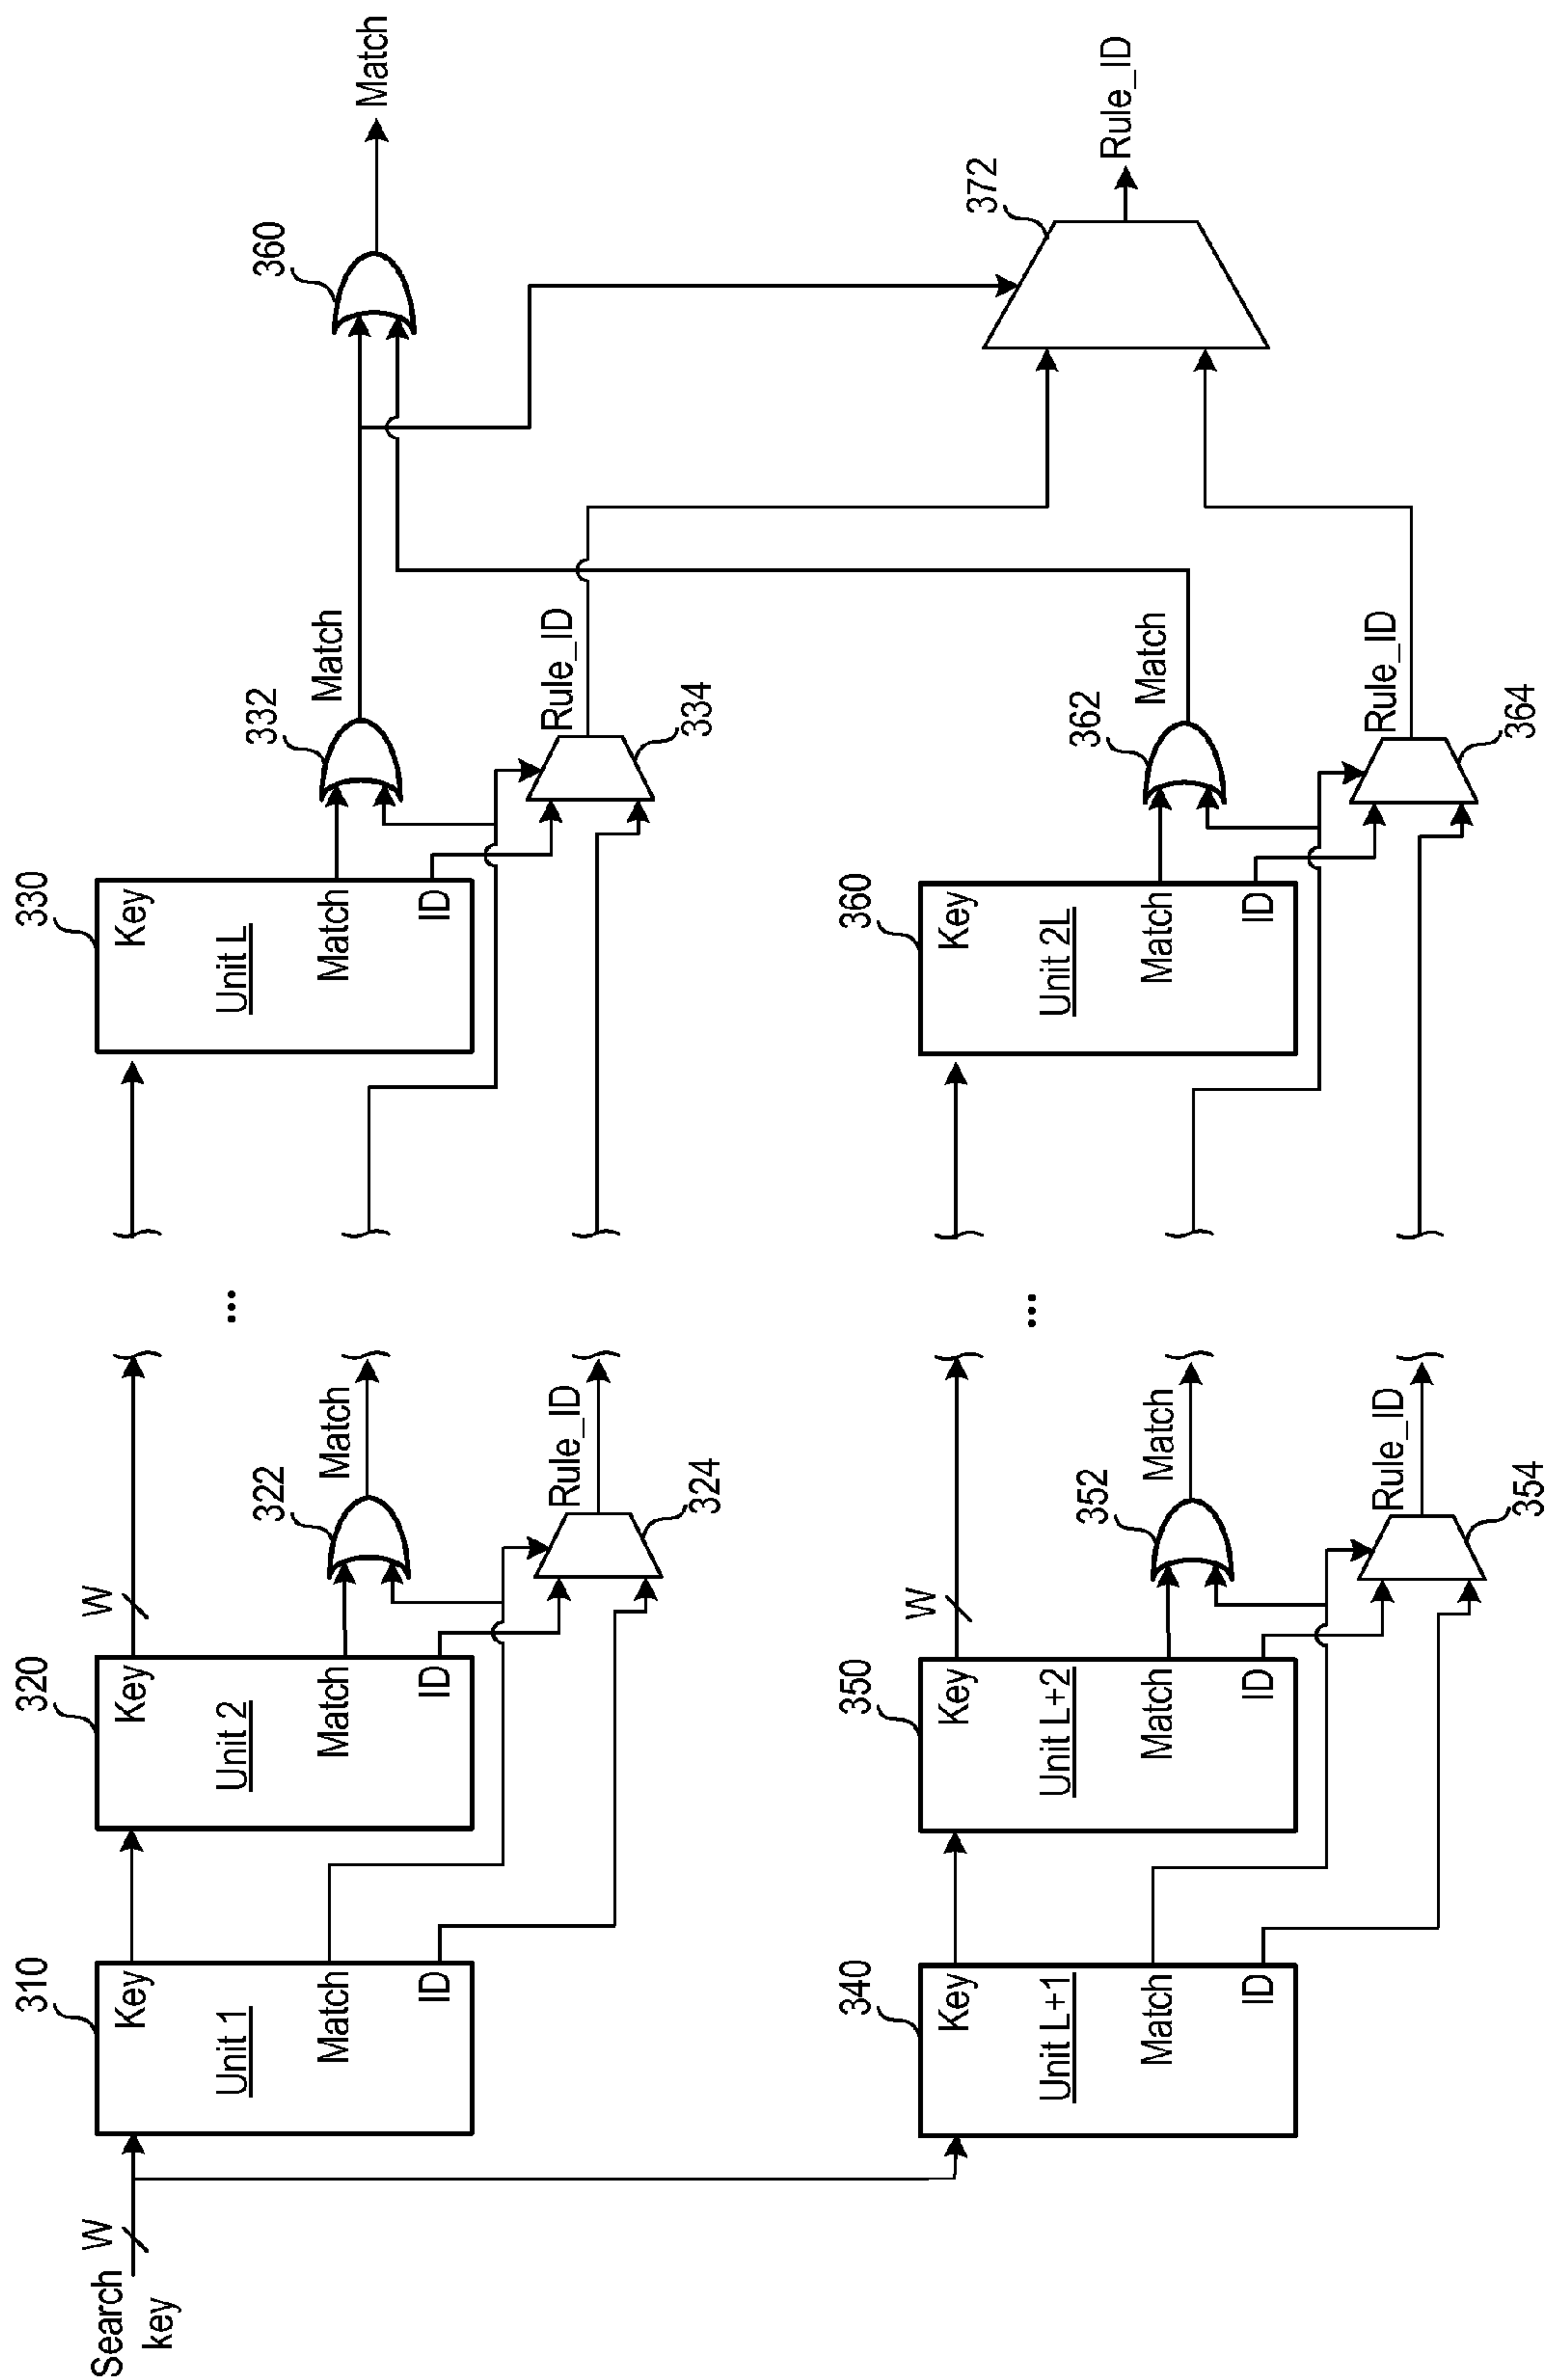 Search
key
W
310
Key
Unit 1
Match
ID
320
Key
Unit 2
Match
ID
W
322
Match
Rule_ID
324
...
330
Key
Unit L
Match
ID
332
Match
Rule_ID
334
360
Match
340
Key
Unit L+1
Match
ID
350
Key
Unit L+2
Match
ID
W
352
Match
Rule_ID
354
...
360
Key
Unit 2L
Match
ID
362
Match
Rule_ID
364
372
Rule_ID